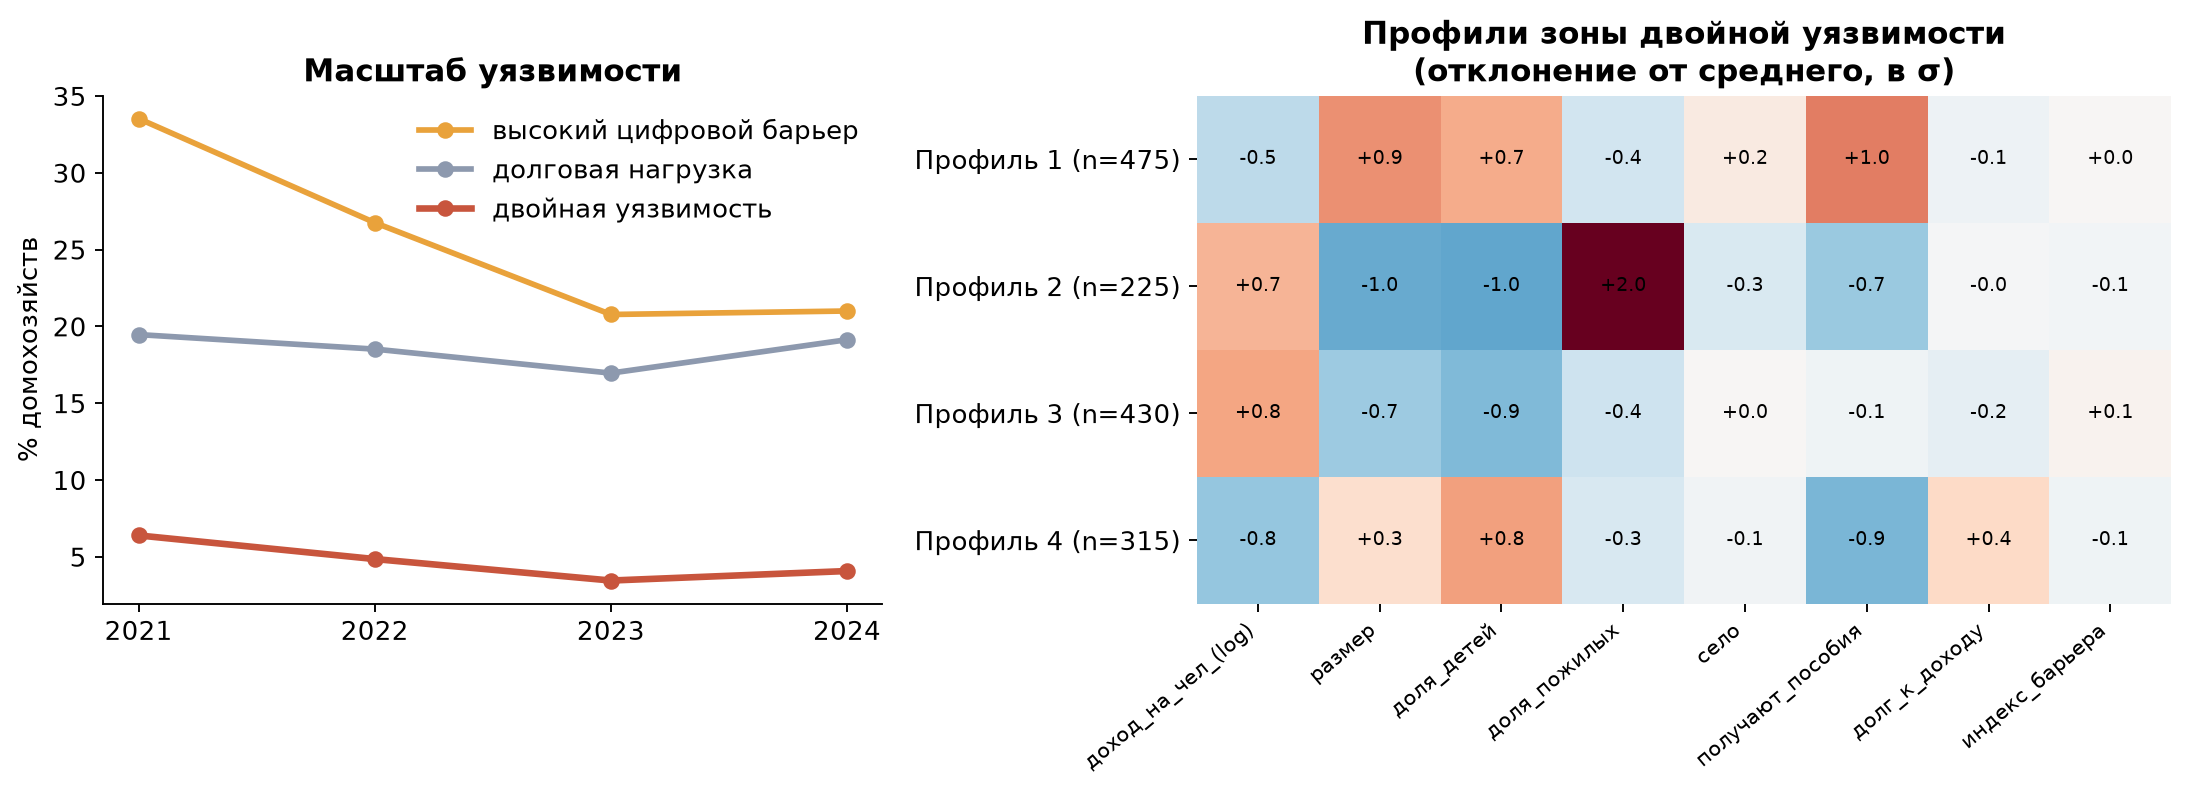 Масштаб уязвимости
% домохозяйств
35
30
25
20
15
10
5
2021 2022 2023 2024
высокий цифровой барьер
долговая нагрузка
двойная уязвимость
Профили зоны двойной уязвимости
(отклонение от среднего, в σ)
Профиль 1 (n=475) -0.5 +0.9 +0.7 -0.4 +0.2 +1.0 -0.1 +0.0
Профиль 2 (n=225) +0.7 -1.0 -1.0 +2.0 -0.3 -0.7 -0.0 -0.1
Профиль 3 (n=430) +0.8 -0.7 -0.9 -0.4 +0.0 -0.1 -0.2 +0.1
Профиль 4 (n=315) -0.8 +0.3 +0.8 -0.3 -0.1 -0.9 +0.4 -0.1
доход_на_чел_(log)
размер
доля_детей
доля_пожилых
село
получают_пособия
долг_к_доходу
индекс_барьера